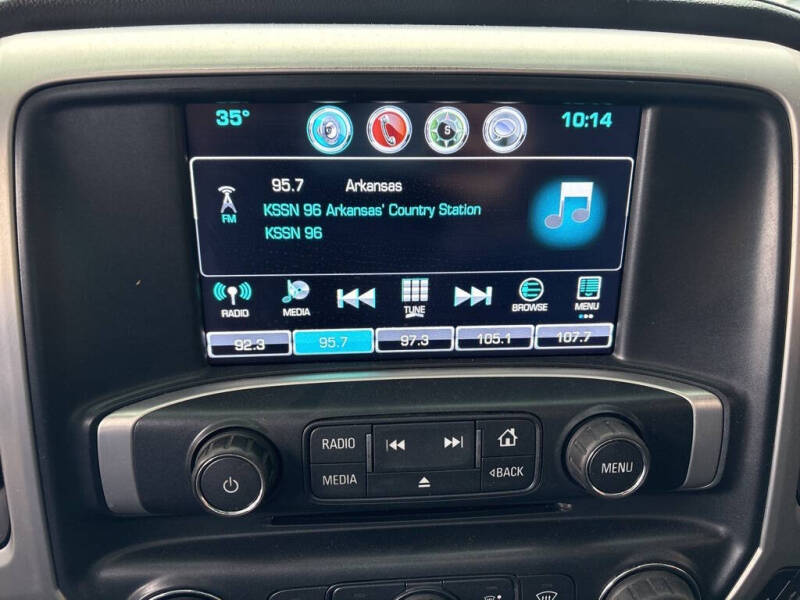 35° S 10:14
95.7 Arkansas
FM
KSSN 96 Arkansas' Country Station
KSSN 96
RADIO MEDIA TUNE BROWSE MENU
92.3 95.7 97.3 105.1 107.7
RADIO
MEDIA
BACK
MENU